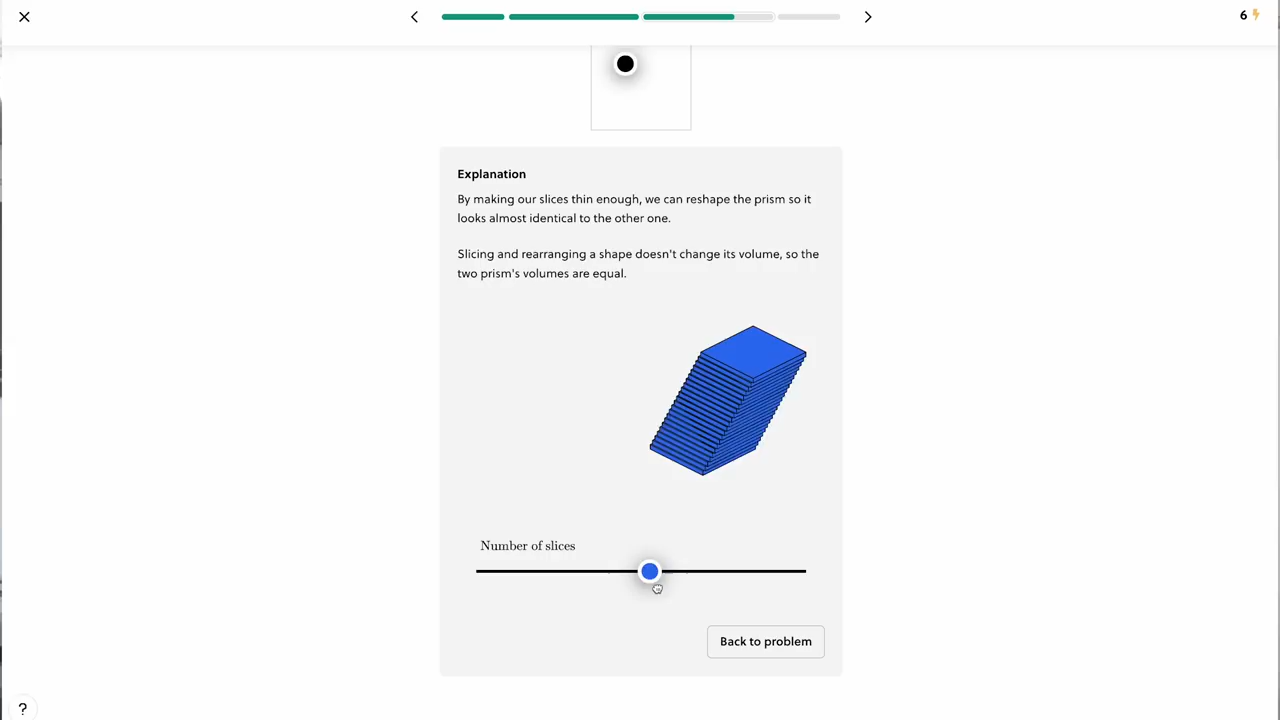 6
Explanation
By making our slices thin enough, we can reshape the prism so it
looks almost identical to the other one.
Slicing and rearranging a shape doesn't change its volume, so the
two prism's volumes are equal.
Number of slices
Back to problem
?